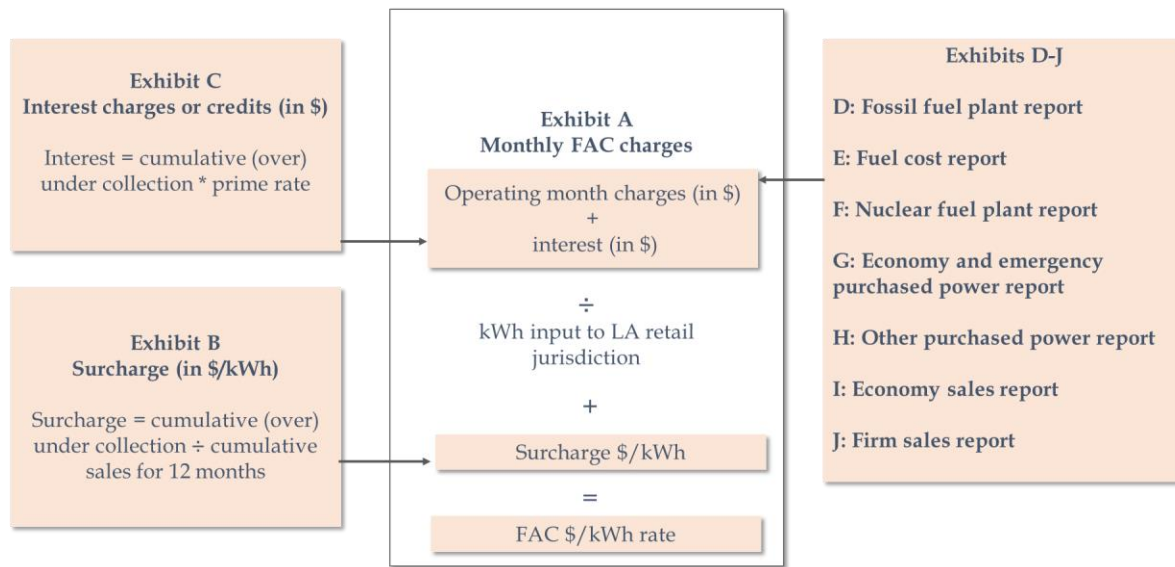 Exhibit C
Interest charges or credits (in $)
Interest = cumulative (over)
under collection * prime rate
Exhibit B
Surcharge (in $/kWh)
Surcharge = cumulative (over)
under collection ÷ cumulative
sales for 12 months
Exhibit A
Monthly FAC charges
Operating month charges (in $)
+
interest (in $)
÷
kWh input to LA retail
jurisdiction
+
Surcharge $/kWh
=
FAC $/kWh rate
Exhibits D-J
D: Fossil fuel plant report
E: Fuel cost report
F: Nuclear fuel plant report
G: Economy and emergency
purchased power report
H: Other purchased power report
I: Economy sales report
J: Firm sales report